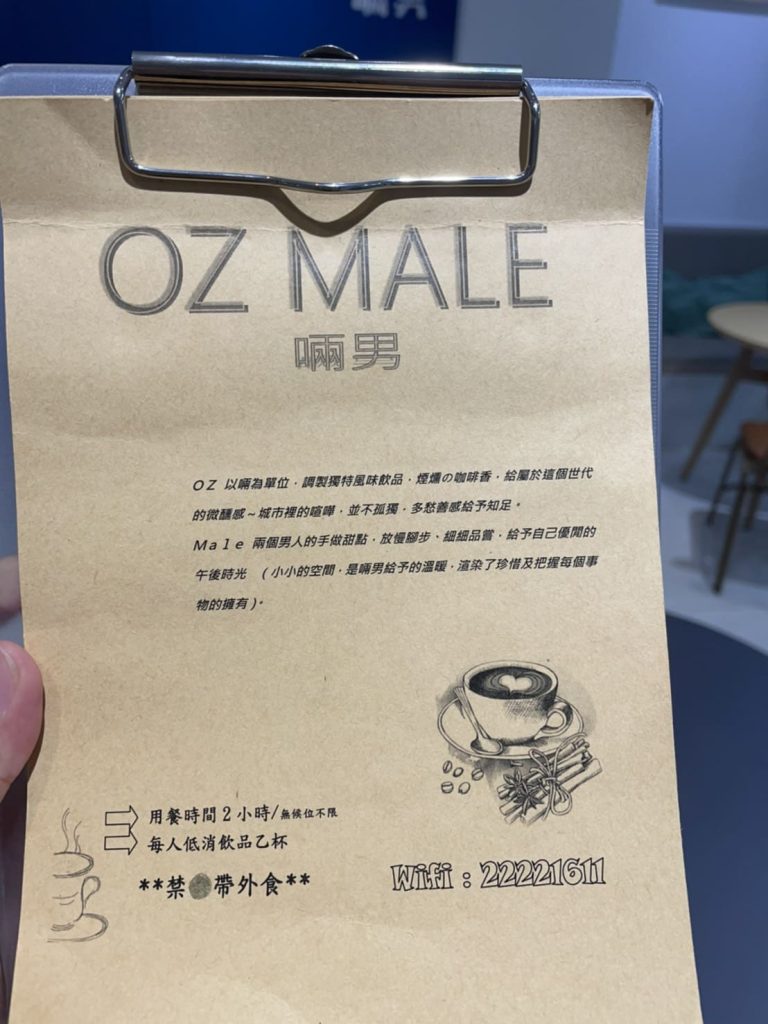 OZ MALE
啢男
OZ 以啢為單位,調製獨特風味飲品,煙燻の咖啡香,給屬於這個世代
的微醺感~城市裡的喧嘩,並不孤獨,多愁善感給予知足。
Male 兩個男人的手做甜點,放慢腳步、細細品嘗,給予自己優閒的
午後時光 (小小的空間,是啢男給予的溫暖,渲染了珍惜及把握每個事
物的擁有)。
用餐時間2小時/無候位不限
每人低消飲品乙杯
**禁 帶外食**
Wifi:22221611